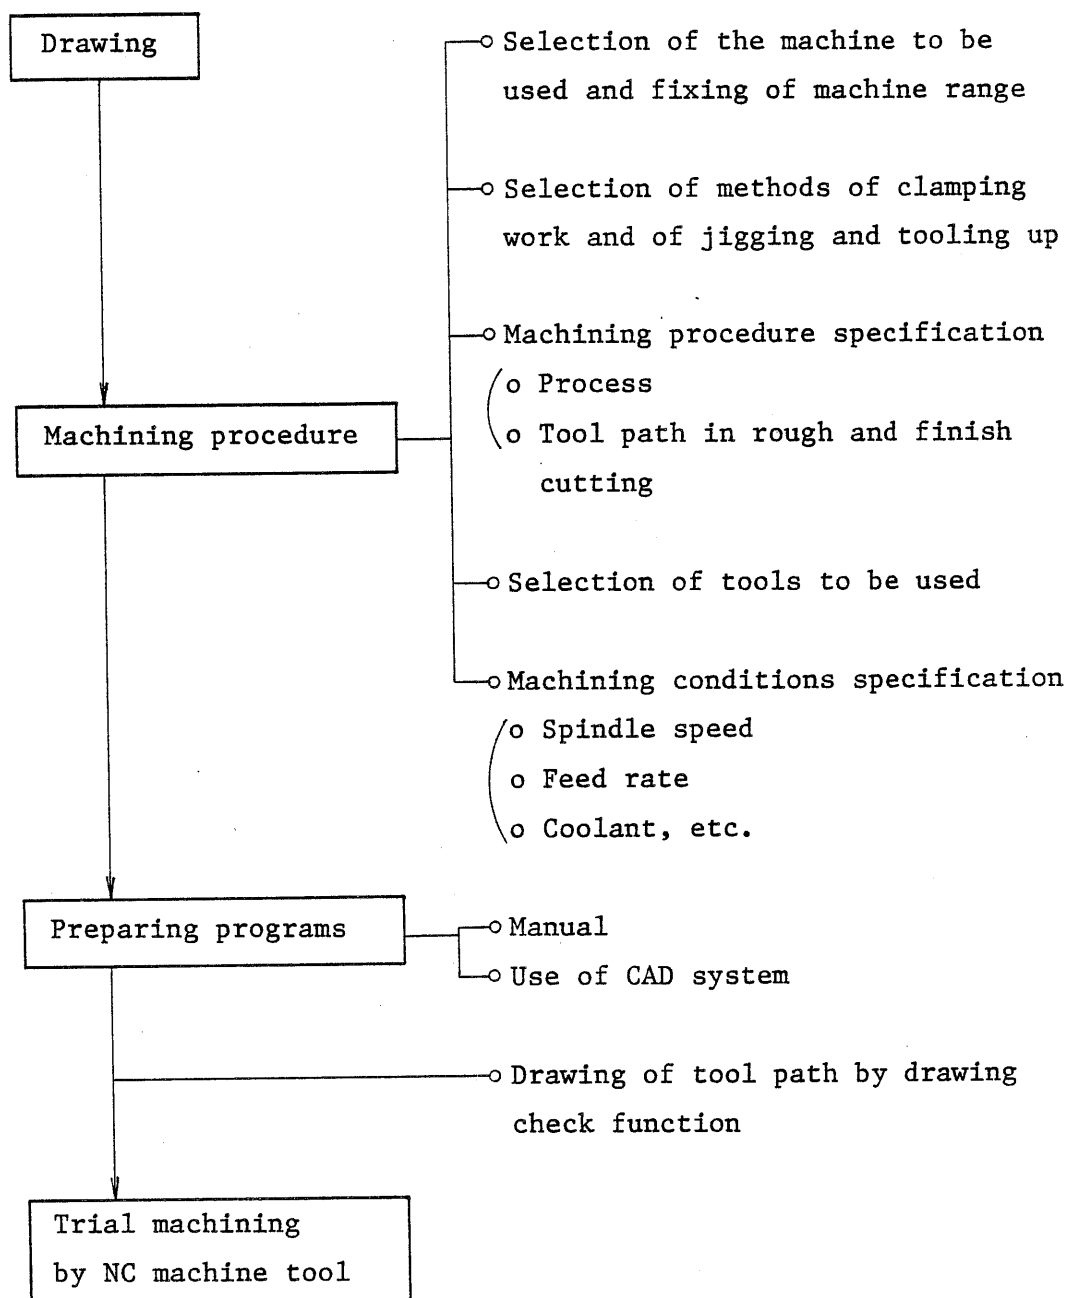 Drawing
Selection of the machine to be
used and fixing of machine range
Selection of methods of clamping
work and of jigging and tooling up
Machining procedure specification
o Process
o Tool path in rough and finish
cutting
Machining procedure
Selection of tools to be used
Machining conditions specification
o Spindle speed
o Feed rate
o Coolant, etc.
Preparing programs
Manual
Use of CAD system
Drawing of tool path by drawing
check function
Trial machining
by NC machine tool